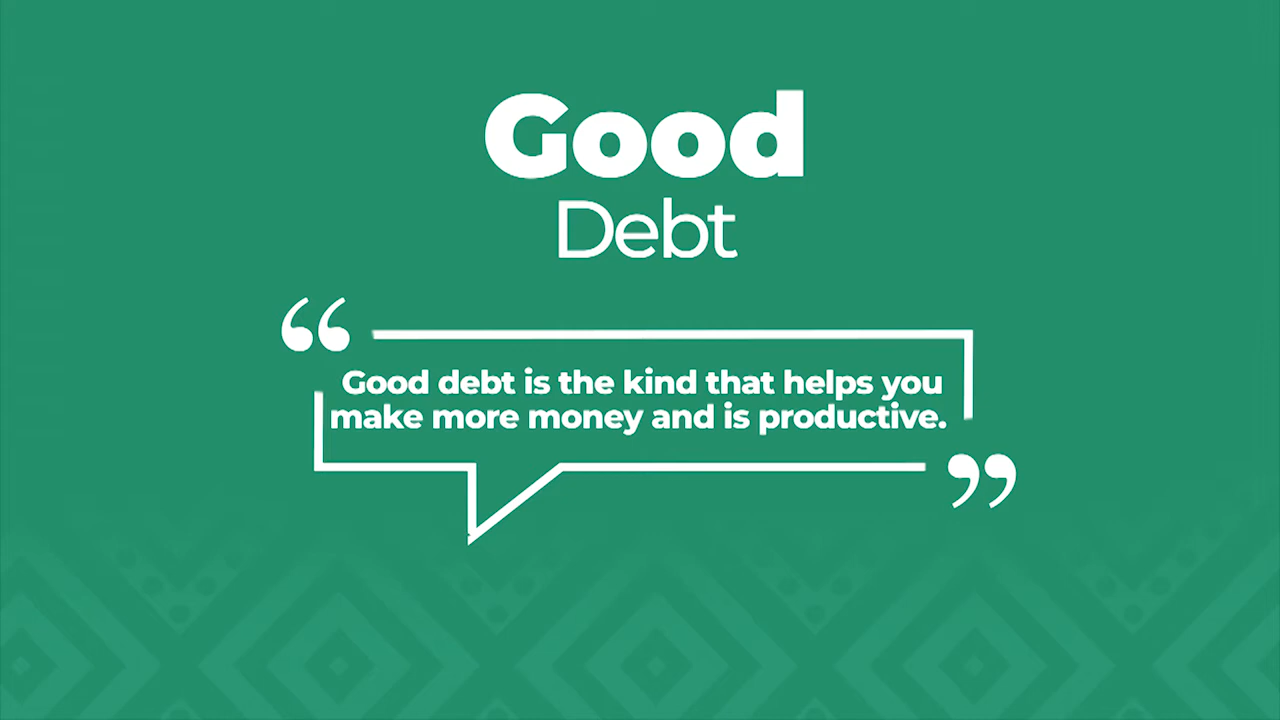 Good
Debt
“
Good debt is the kind that helps you
make more money and is productive.
”